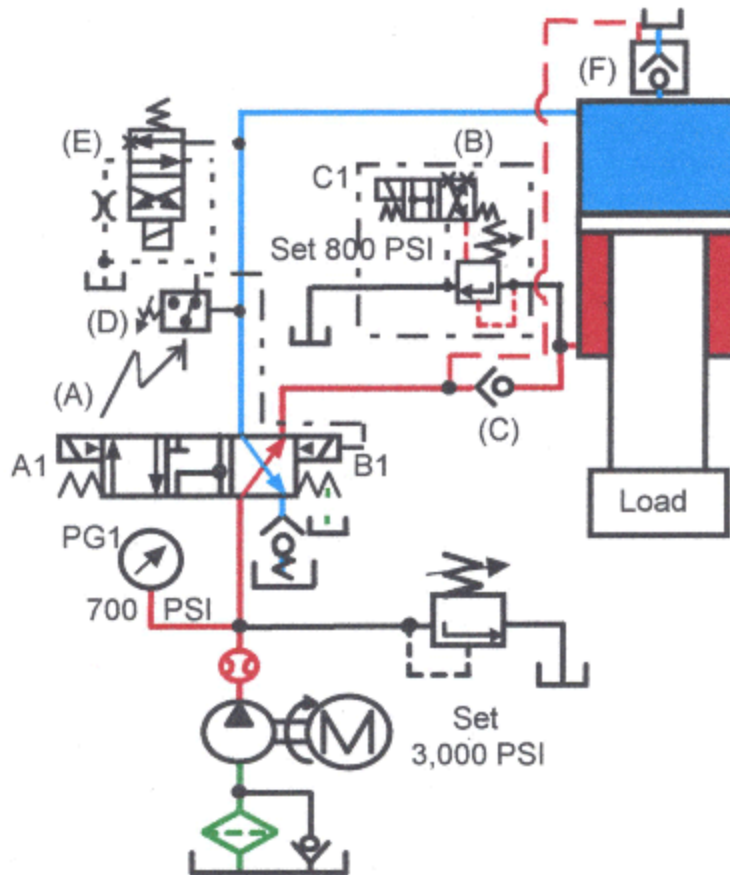 (F)
(E)
(B)
C1
Set 800 PSI
(D)
(A)
(C)
A1
B1
Load
PG1
700 PSI
M
Set
3,000 PSI